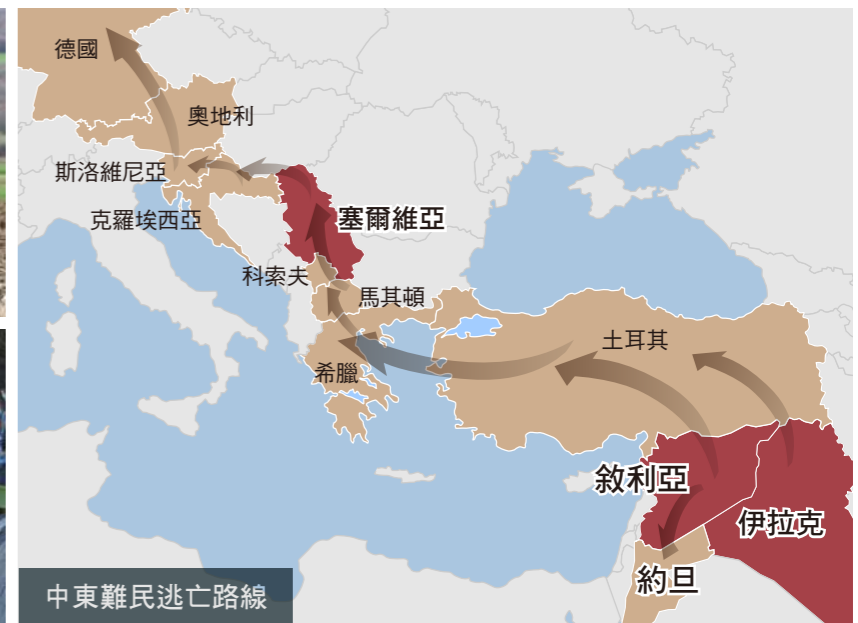 德國
奧地利
斯洛維尼亞
克羅埃西亞
塞爾維亞
科索夫
馬其頓
土耳其
希臘
敘利亞
伊拉克
約旦
中東難民逃亡路線